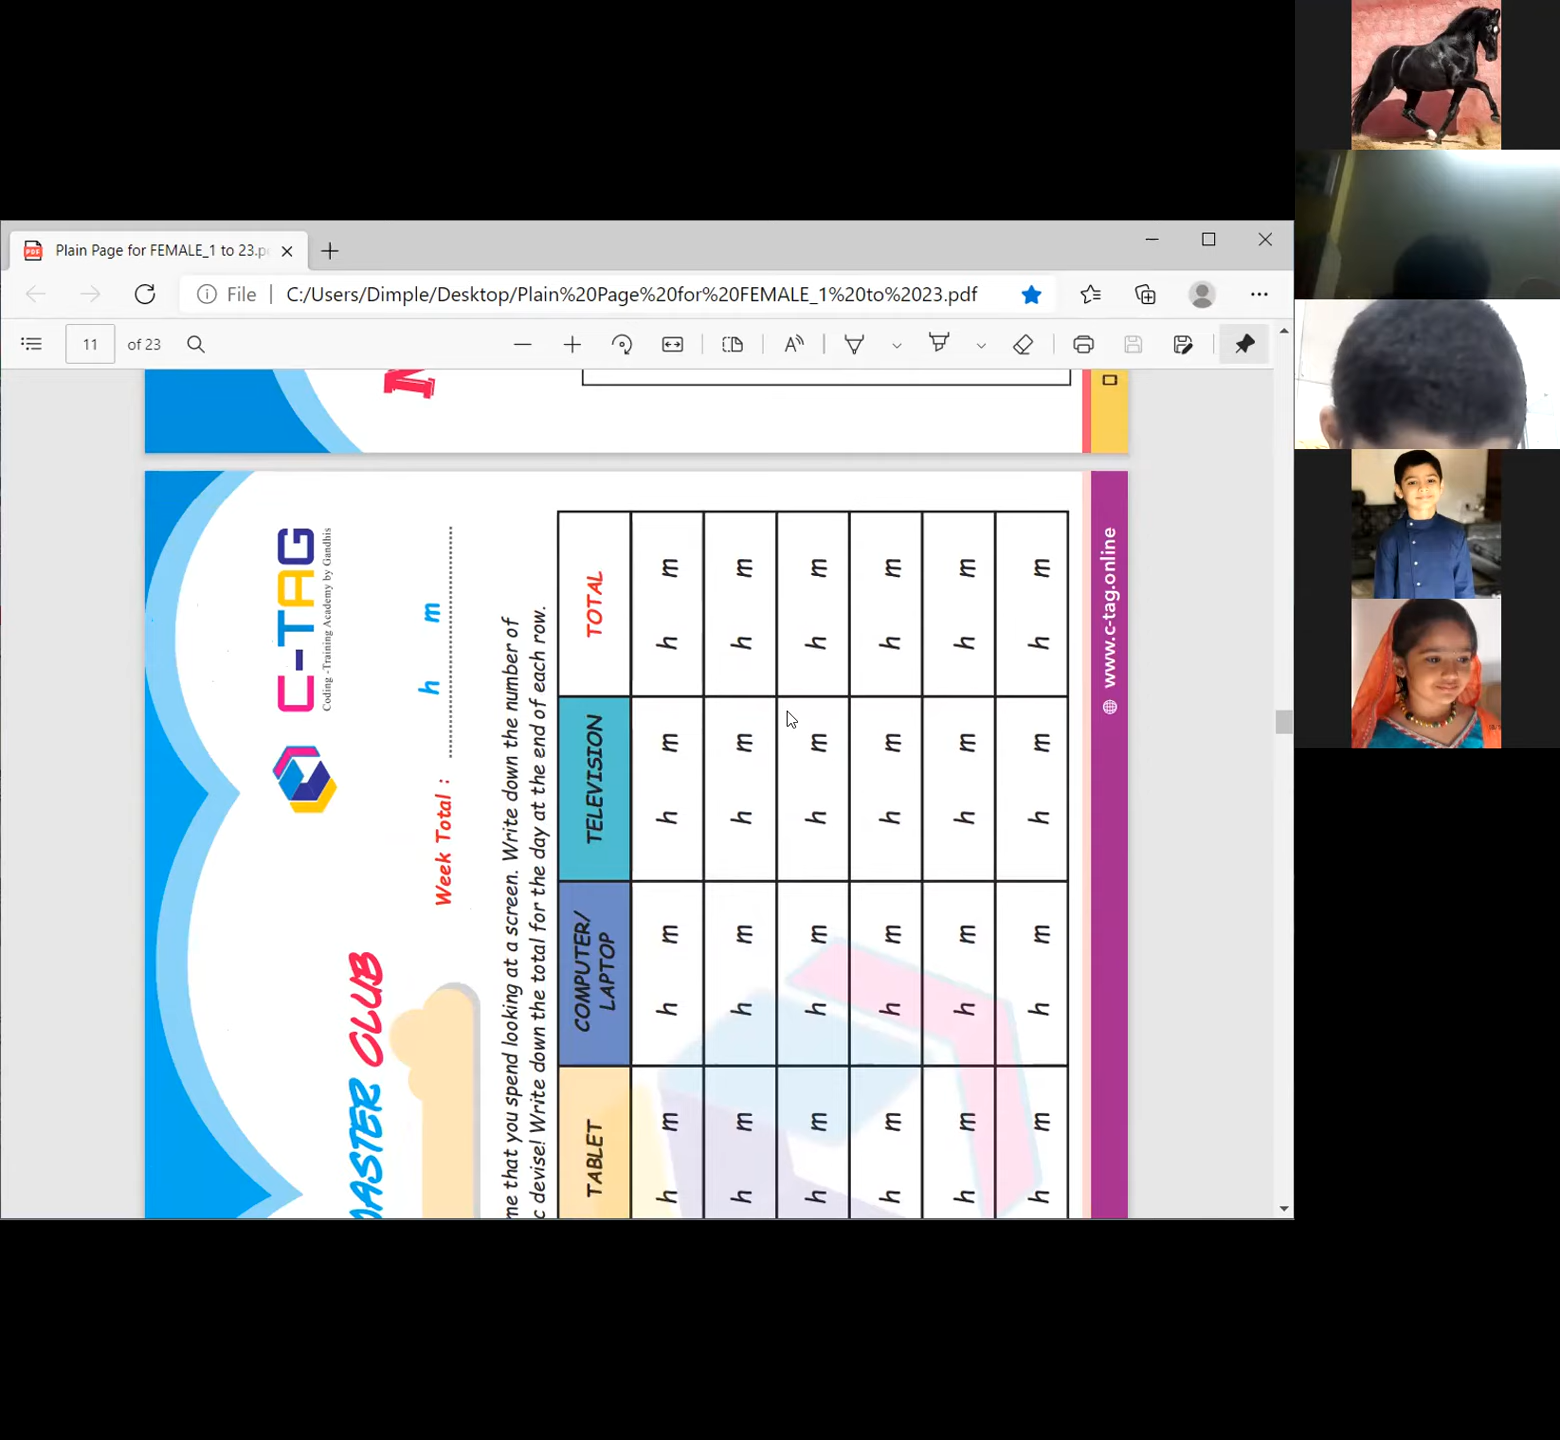 Plain Page for FEMALE_1 to 23.p
File
C:/Users/Dimple/Desktop/Plain%20Page%20for%20FEMALE_1%20to%2023.pdf
11 of 23
C-TAG
Coding -Training Academy by Gandhis
MASTER CLUB
Week Total : h m
me that you spend looking at a screen. Write down the number of
c devise! Write down the total for the day at the end of each row.
TABLET COMPUTER/ LAPTOP TELEVISION TOTAL
h m h m h m h m
h m h m h m h m
h m h m h m h m
h m h m h m h m
h m h m h m h m
h m h m h m h m
www.c-tag.online